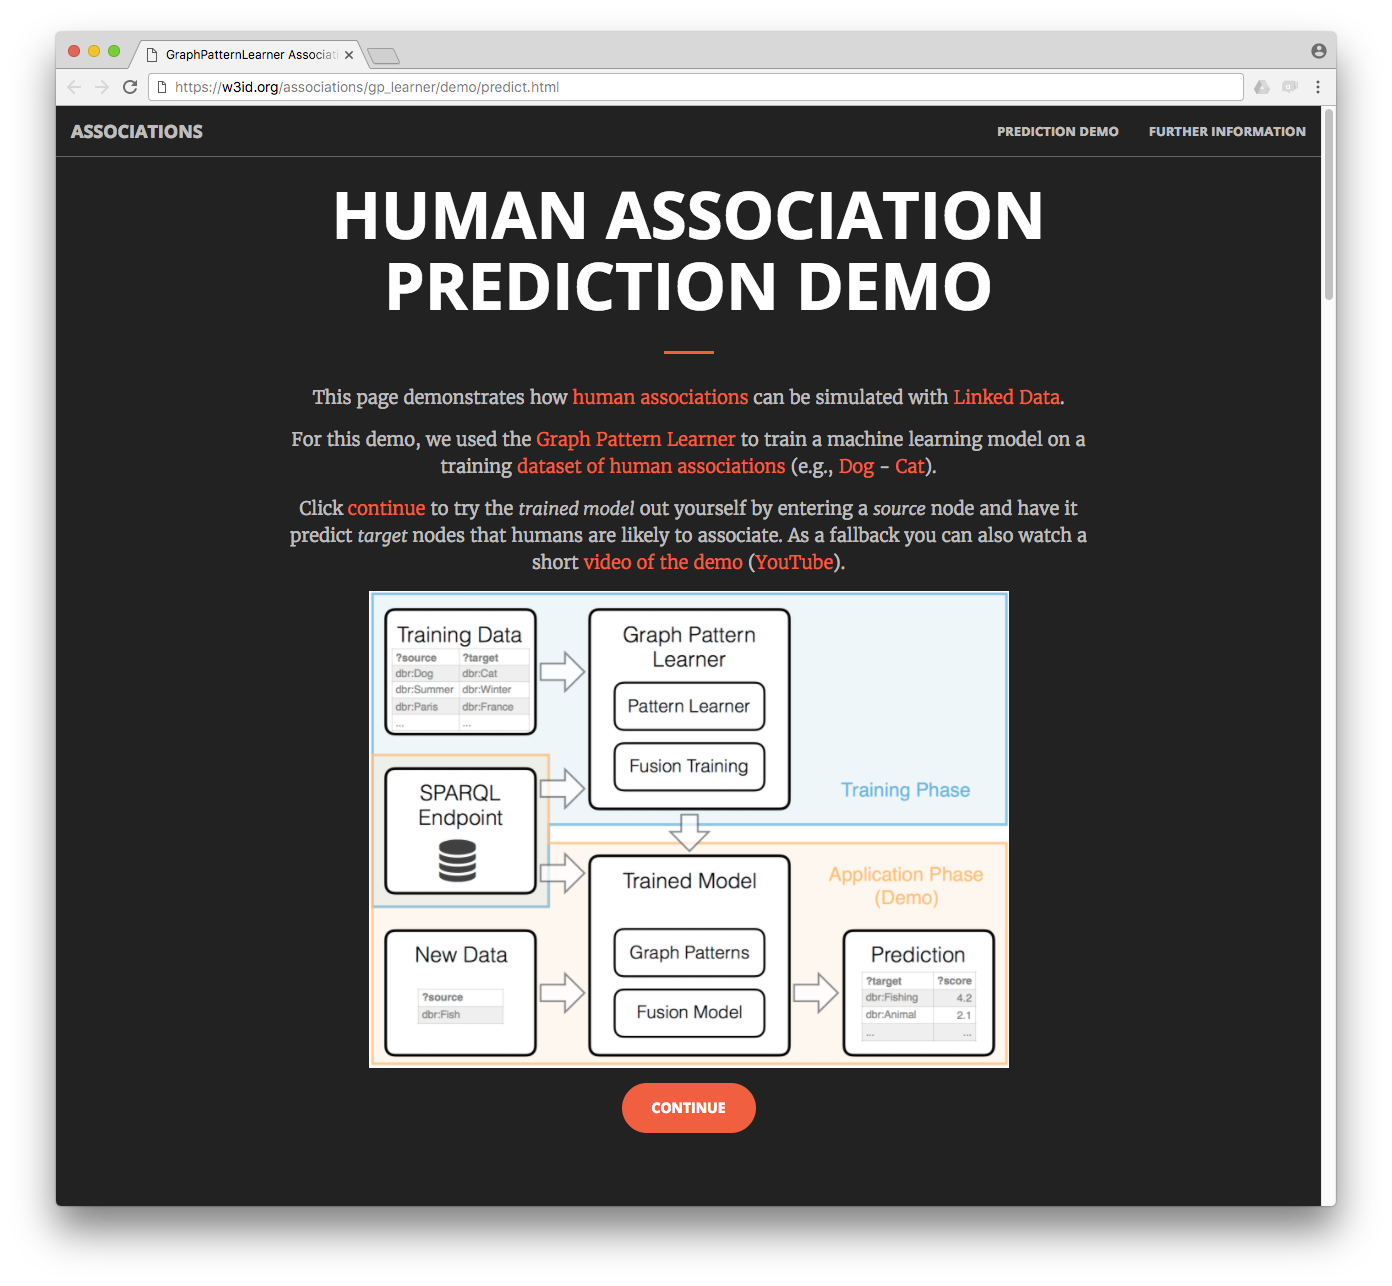 GraphPatternLearner Associati
https://w3id.org/associations/gp_learner/demo/predict.html
ASSOCIATIONS
PREDICTION DEMO
FURTHER INFORMATION
HUMAN ASSOCIATION
PREDICTION DEMO
This page demonstrates how human associations can be simulated with Linked Data.
For this demo, we used the Graph Pattern Learner to train a machine learning model on a
training dataset of human associations (e.g., Dog - Cat).
Click continue to try the trained model out yourself by entering a source node and have it
predict target nodes that humans are likely to associate. As a fallback you can also watch a
short video of the demo (YouTube).
Training Data
?source ?target
dbr:Dog dbr:Cat
dbr:Summer dbr:Winter
dbr:Paris dbr:France
... ...
Graph Pattern
Learner
Pattern Learner
Fusion Training
Training Phase
SPARQL
Endpoint
Trained Model
Graph Patterns
Fusion Model
Application Phase
(Demo)
New Data
?source
dbr:Fish
Prediction
?target ?score
dbr:Fishing 4.2
dbr:Animal 2.1
... ...
CONTINUE